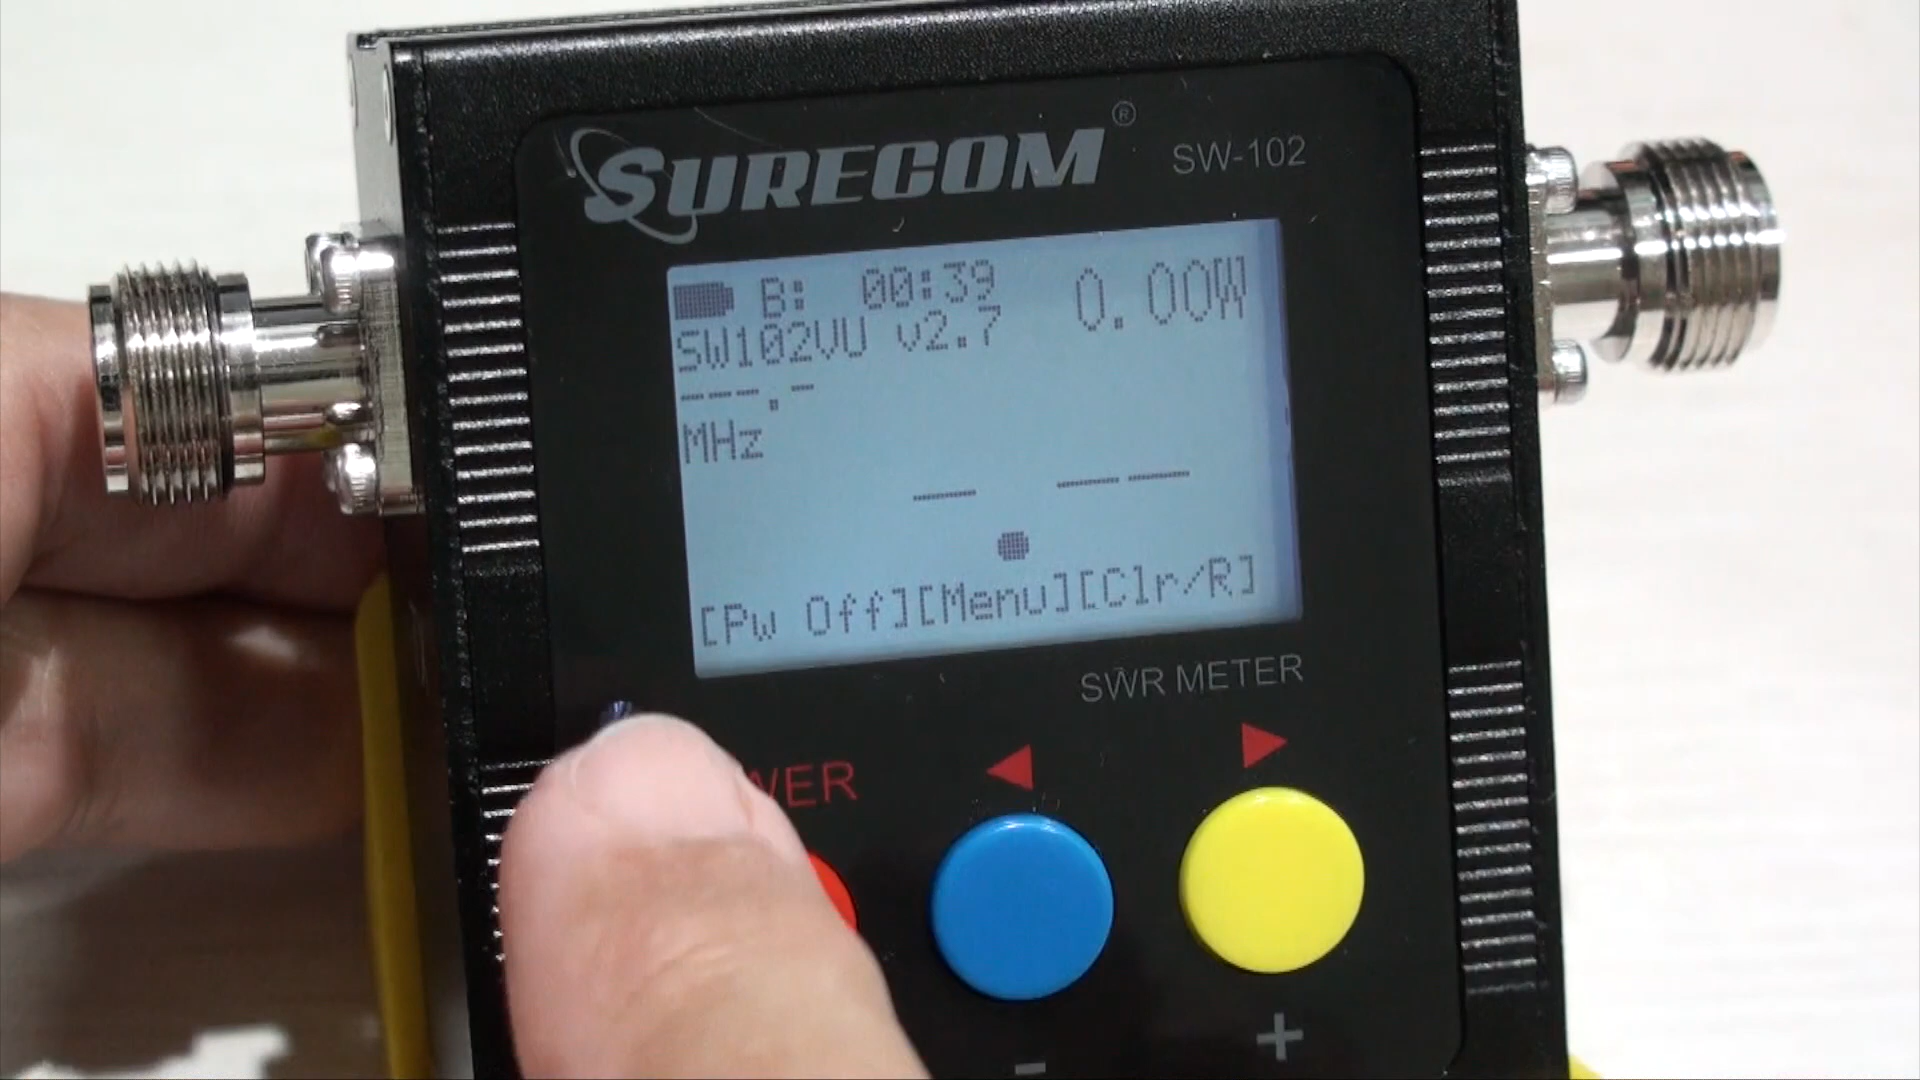 SURECOM® SW-102
B: 00:39 0.00W
SW102VU v2.7
---.-
MHz
_._ _
[Pw Off][Menu][Clr/R]
SWR METER
WER
- +